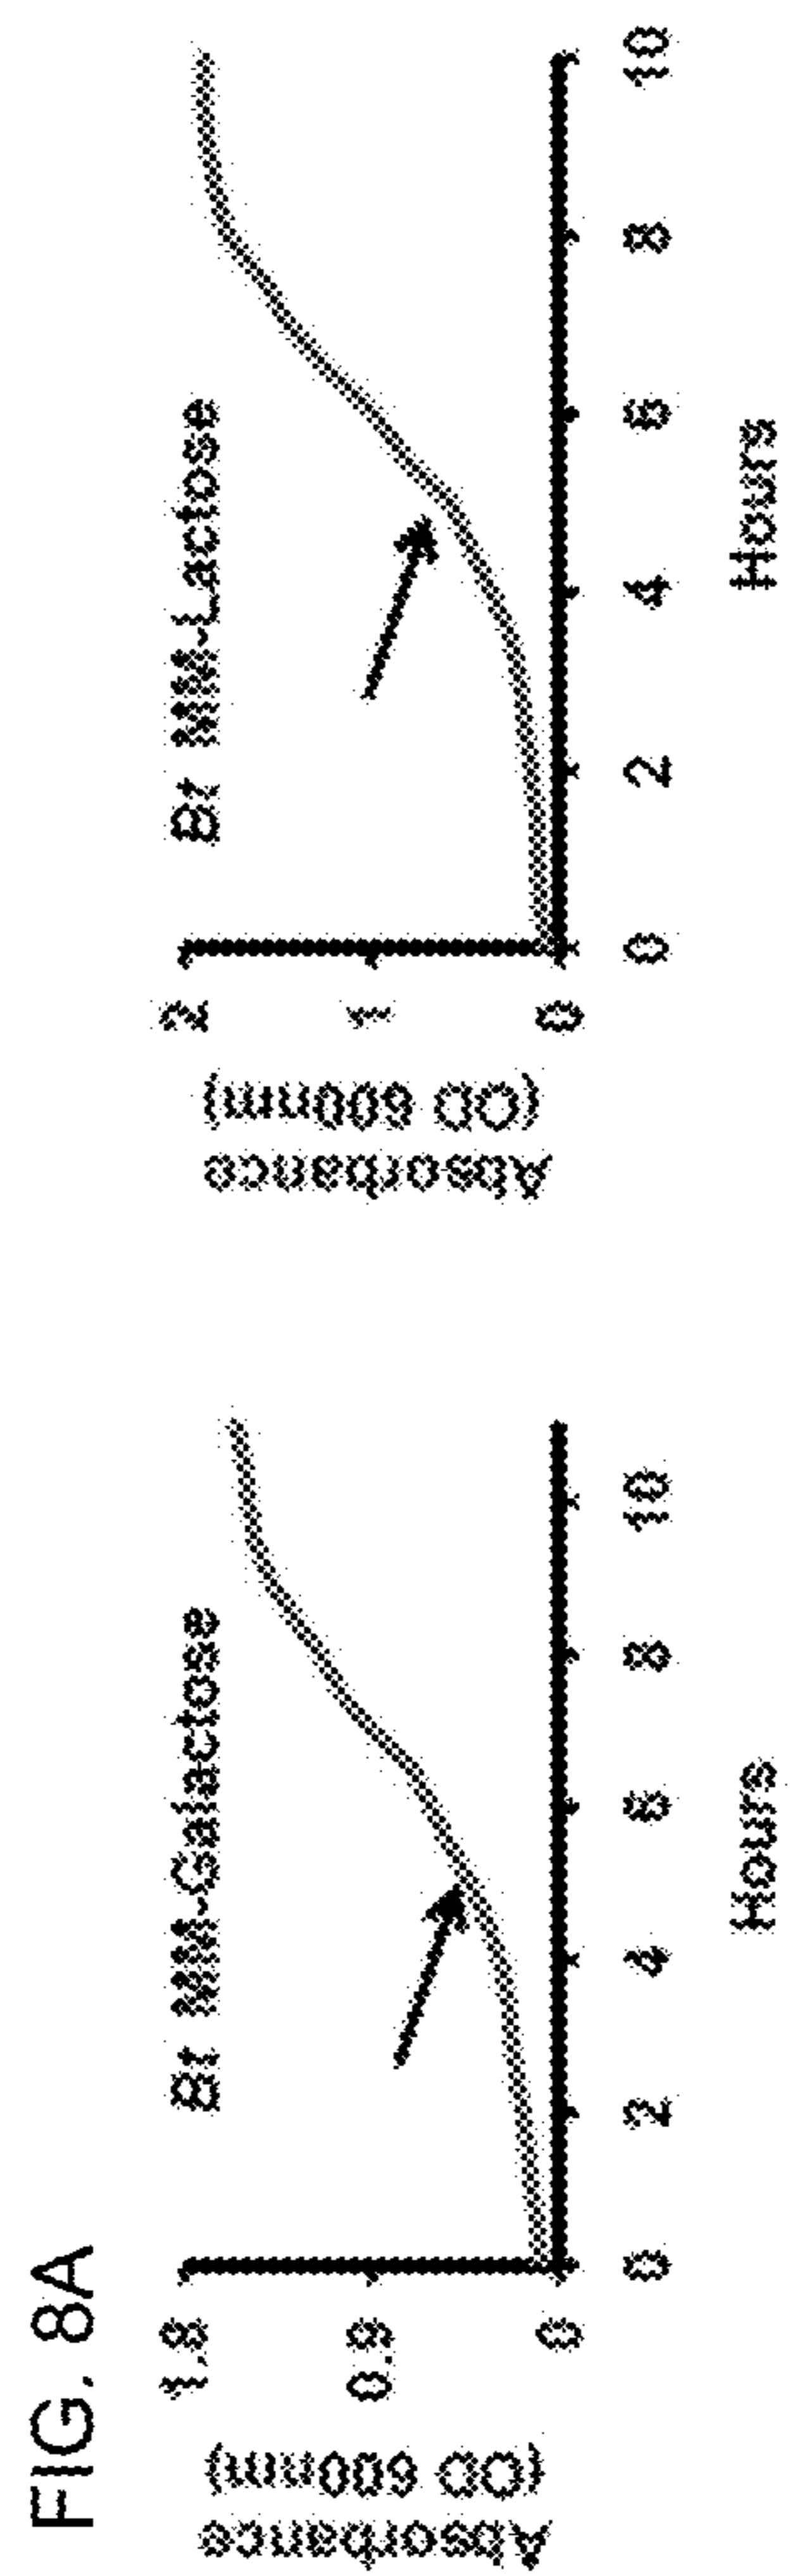 FIG. 8A
Bt MM-Galactose
Absorbance
(OD 600nm)
1.8
0.9
0
0 2 4 6 8 10
Hours
Bt MM-Lactose
Absorbance
(OD 600nm)
2
1
0
0 2 4 6 8 10
Hours